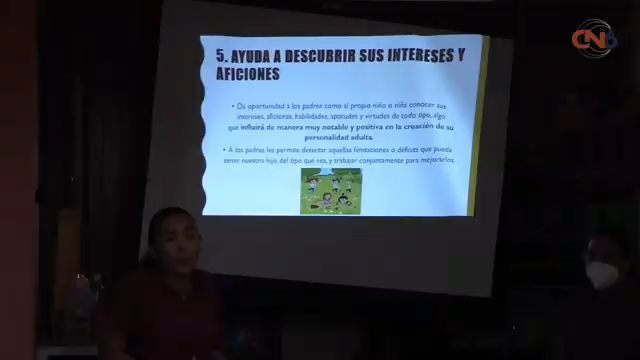 CN6
5. AYUDA A DESCUBRIR SUS INTERESES Y
AFICIONES
• Da oportunidad a los padres como al propio niño o niña conocer sus
intereses, aficiones, habilidades, aptitudes y virtudes de todo tipo, algo
que influirá de manera muy notable y positiva en la creación de su
personalidad adulta.
• A los padres les permite detectar aquellas limitaciones o déficits que pueda
tener nuestro hijo, del tipo que sea, y trabajar conjuntamente para mejorarlos.